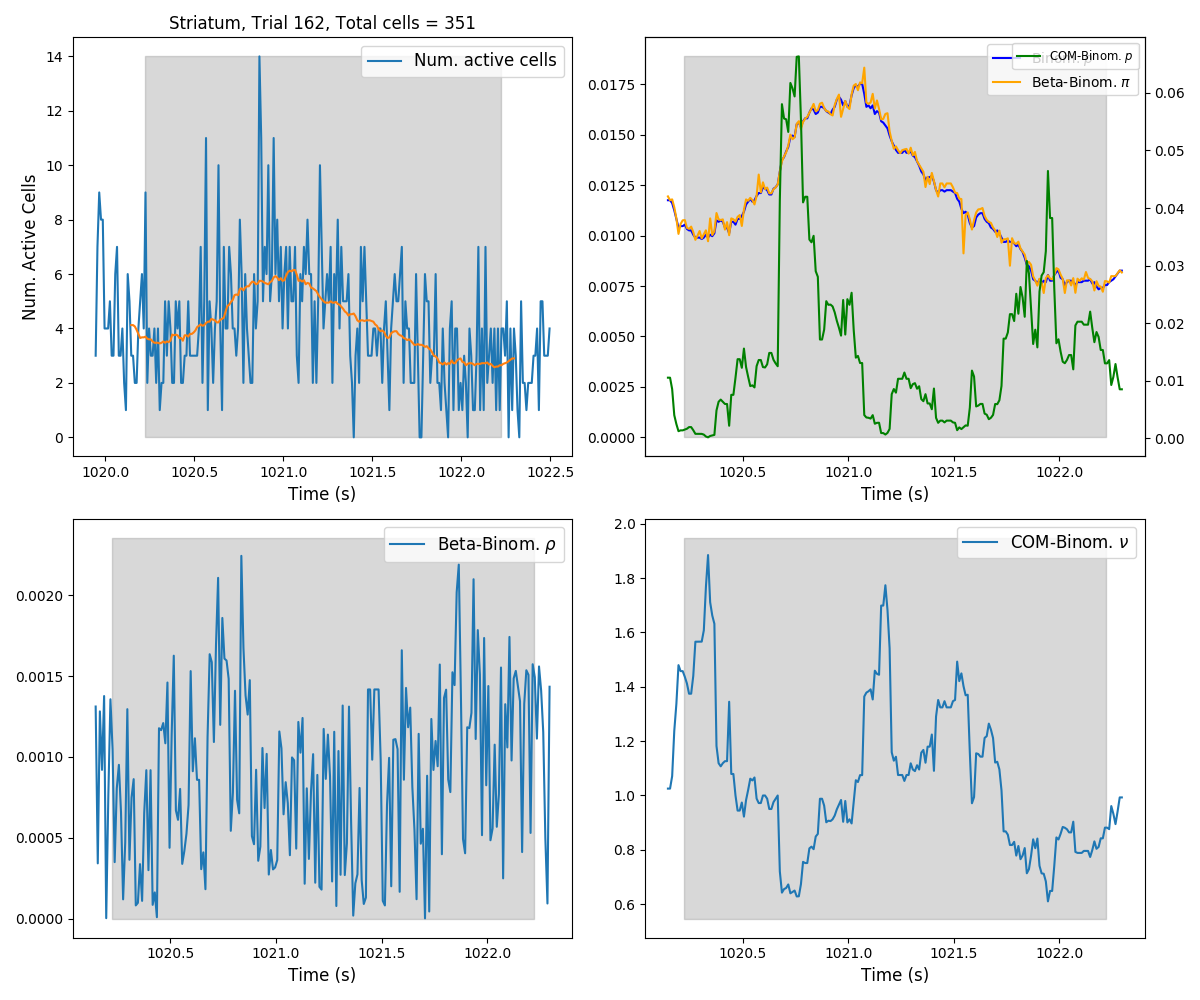 Striatum, Trial 162, Total cells = 351
Num. active cells
Num. Active Cells
14
12
10
8
6
4
2
0
1020.0 1020.5 1021.0 1021.5 1022.0 1022.5
Time (s)
COM-Binom. p
Binom. p
Beta-Binom. π
0.0175
0.0150
0.0125
0.0100
0.0075
0.0050
0.0025
0.0000
0.06
0.05
0.04
0.03
0.02
0.01
0.00
1020.5 1021.0 1021.5 1022.0
Time (s)
Beta-Binom. ρ
0.0020
0.0015
0.0010
0.0005
0.0000
1020.5 1021.0 1021.5 1022.0
Time (s)
COM-Binom. ν
2.0
1.8
1.6
1.4
1.2
1.0
0.8
0.6
1020.5 1021.0 1021.5 1022.0
Time (s)